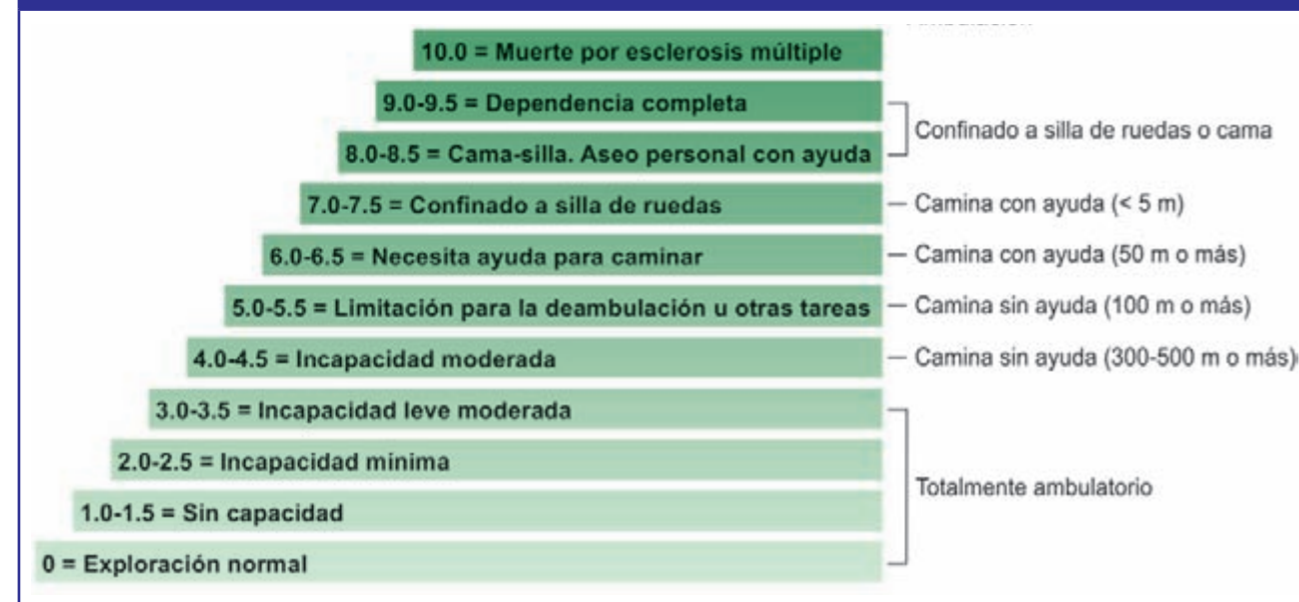 10.0 = Muerte por esclerosis múltiple
9.0-9.5 = Dependencia completa
Confinado a silla de ruedas o cama
8.0-8.5 = Cama-silla. Aseo personal con ayuda
7.0-7.5 = Confinado a silla de ruedas
Camina con ayuda (< 5 m)
6.0-6.5 = Necesita ayuda para caminar
Camina con ayuda (50 m o más)
5.0-5.5 = Limitación para la deambulación u otras tareas
Camina sin ayuda (100 m o más)
4.0-4.5 = Incapacidad moderada
Camina sin ayuda (300-500 m o más)
3.0-3.5 = Incapacidad leve moderada
2.0-2.5 = Incapacidad mínima
Totalmente ambulatorio
1.0-1.5 = Sin capacidad
0 = Exploración normal